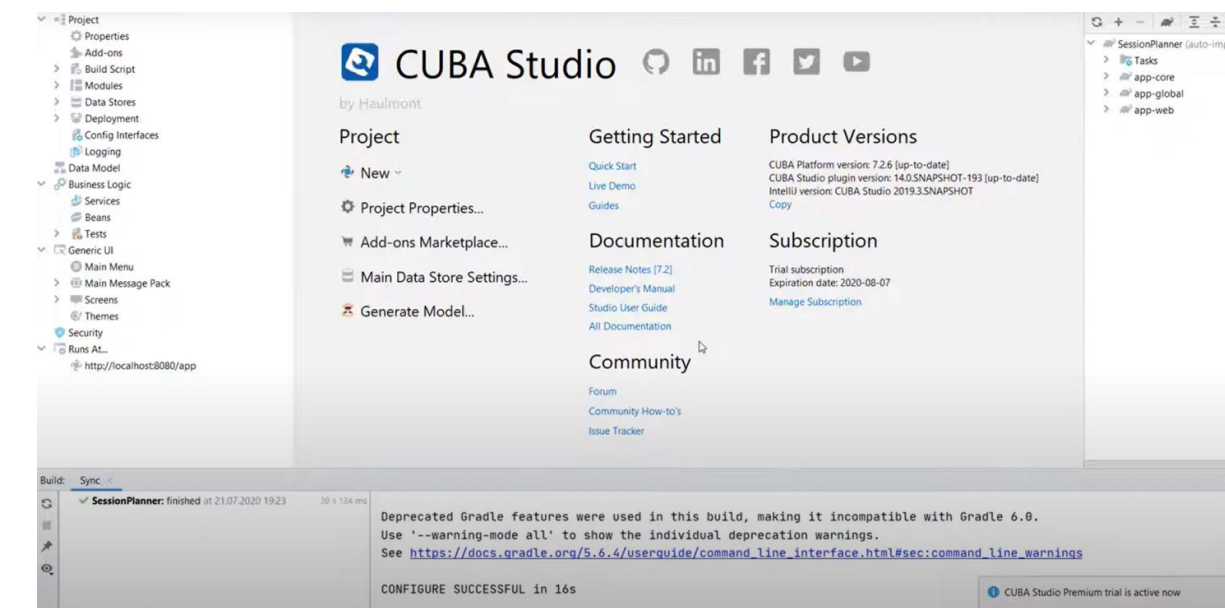 Project
Properties
Add-ons
Build Script
Modules
Data Stores
Deployment
Config Interfaces
Logging
Data Model
Business Logic
Services
Beans
Tests
Generic UI
Main Menu
Main Message Pack
Screens
Themes
Security
Runs At...
http://localhost:8080/app
CUBA Studio
by Haulmont
Project
New
Project Properties...
Add-ons Marketplace...
Main Data Store Settings...
Generate Model...
Getting Started
Quick Start
Live Demo
Guides
Documentation
Release Notes [7.2]
Developer's Manual
Studio User Guide
All Documentation
Community
Forum
Community How-to's
Issue Tracker
Product Versions
CUBA Platform version: 7.2.6 [up-to-date]
CUBA Studio plugin version: 14.0.SNAPSHOT-193 [up-to-date]
IntelliJ version: CUBA Studio 2019.3.SNAPSHOT
Copy
Subscription
Trial subscription
Expiration date: 2020-08-07
Manage Subscription
SessionPlanner (auto-im
Tasks
app-core
app-global
app-web
Build: Sync
SessionPlanner: finished at 21.07.2020 19:23 20 s 124 ms
Deprecated Gradle features were used in this build, making it incompatible with Gradle 6.0.
Use '--warning-mode all' to show the individual deprecation warnings.
See https://docs.gradle.org/5.6.4/userguide/command_line_interface.html#sec:command_line_warnings
CONFIGURE SUCCESSFUL in 16s
CUBA Studio Premium trial is active now